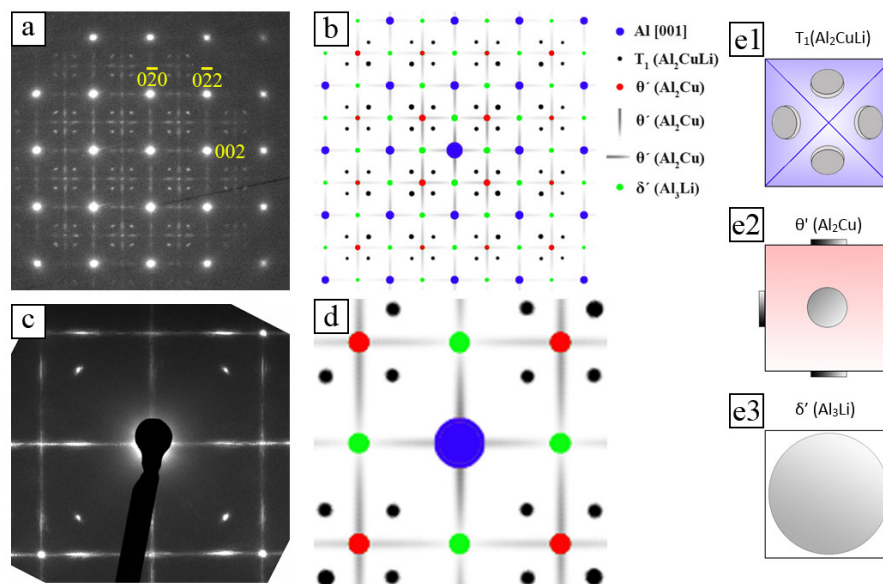 a
02̄0
02̄2
002
b
Al [001]
T₁ (Al₂CuLi)
θ´ (Al₂Cu)
θ´ (Al₂Cu)
θ´ (Al₂Cu)
δ´ (Al₃Li)
c
d
e1
T₁(Al₂CuLi)
e2
θ' (Al₂Cu)
e3
δ’ (Al₃Li)